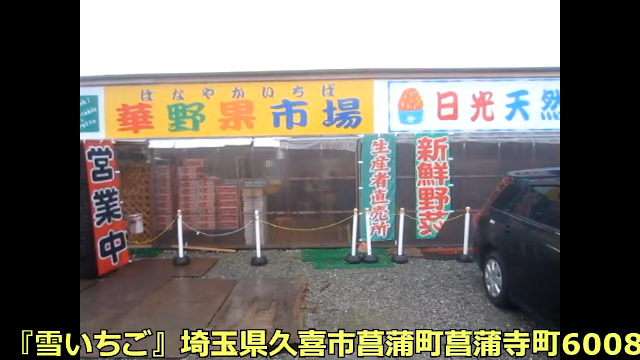 はなやかいちば
華野果市場
日光天然
営業中
生産者直売所
新鮮野菜
『雪いちご』埼玉県久喜市菖蒲町菖蒲寺町6008